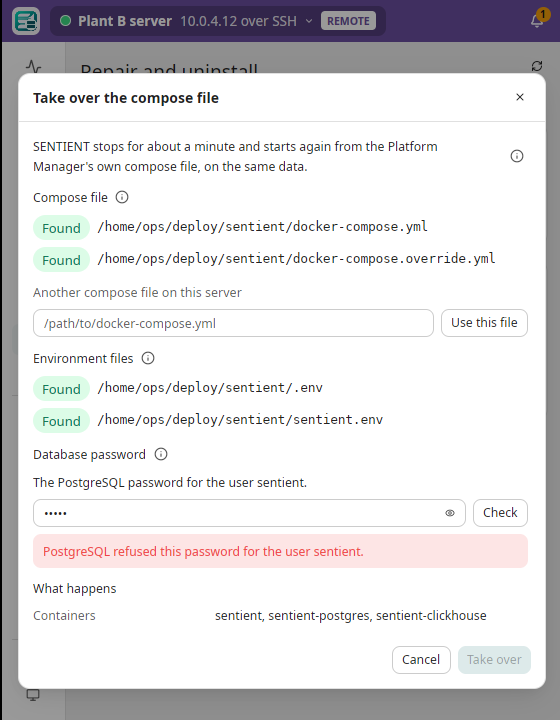 Plant B server 10.0.4.12 over SSH REMOTE 1
Repair and uninstall
Take over the compose file
SENTIENT stops for about a minute and starts again from the Platform
Manager's own compose file, on the same data.
Compose file
Found /home/ops/deploy/sentient/docker-compose.yml
Found /home/ops/deploy/sentient/docker-compose.override.yml
Another compose file on this server
/path/to/docker-compose.yml Use this file
Environment files
Found /home/ops/deploy/sentient/.env
Found /home/ops/deploy/sentient/sentient.env
Database password
The PostgreSQL password for the user sentient.
••••• Check
PostgreSQL refused this password for the user sentient.
What happens
Containers sentient, sentient-postgres, sentient-clickhouse
Cancel Take over